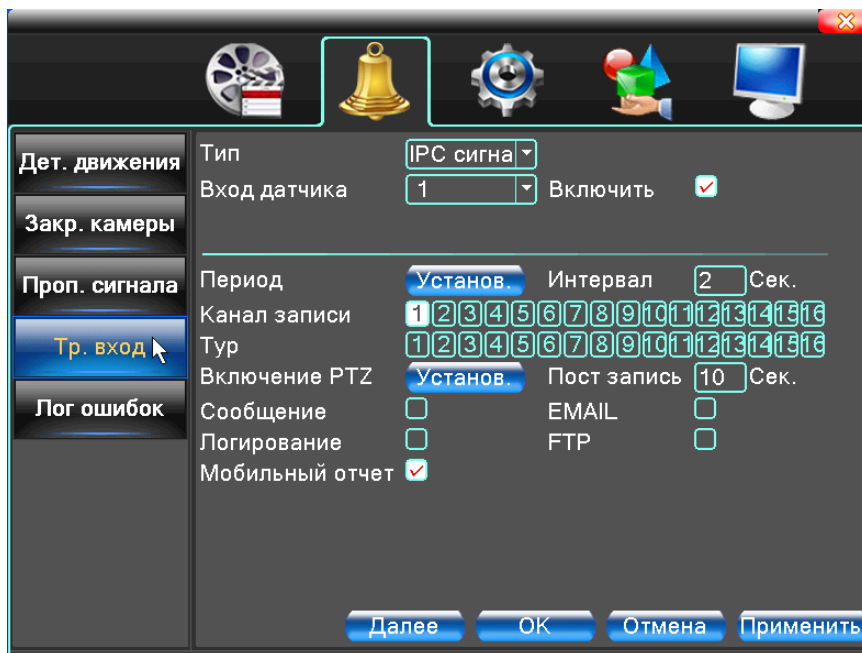 Дет. движения
Закр. камеры
Проп. сигнала
Тр. вход
Лог ошибок
Тип IPC сигна
Вход датчика 1 Включить
Период Установ. Интервал 2 Сек.
Канал записи 1 2 3 4 5 6 7 8 9 10 11 12 13 14 15 16
Тур 1 2 3 4 5 6 7 8 9 10 11 12 13 14 15 16
Включение PTZ Установ. Пост запись 10 Сек.
Сообщение EMAIL
Логирование FTP
Мобильный отчет
Далее OK Отмена Применить